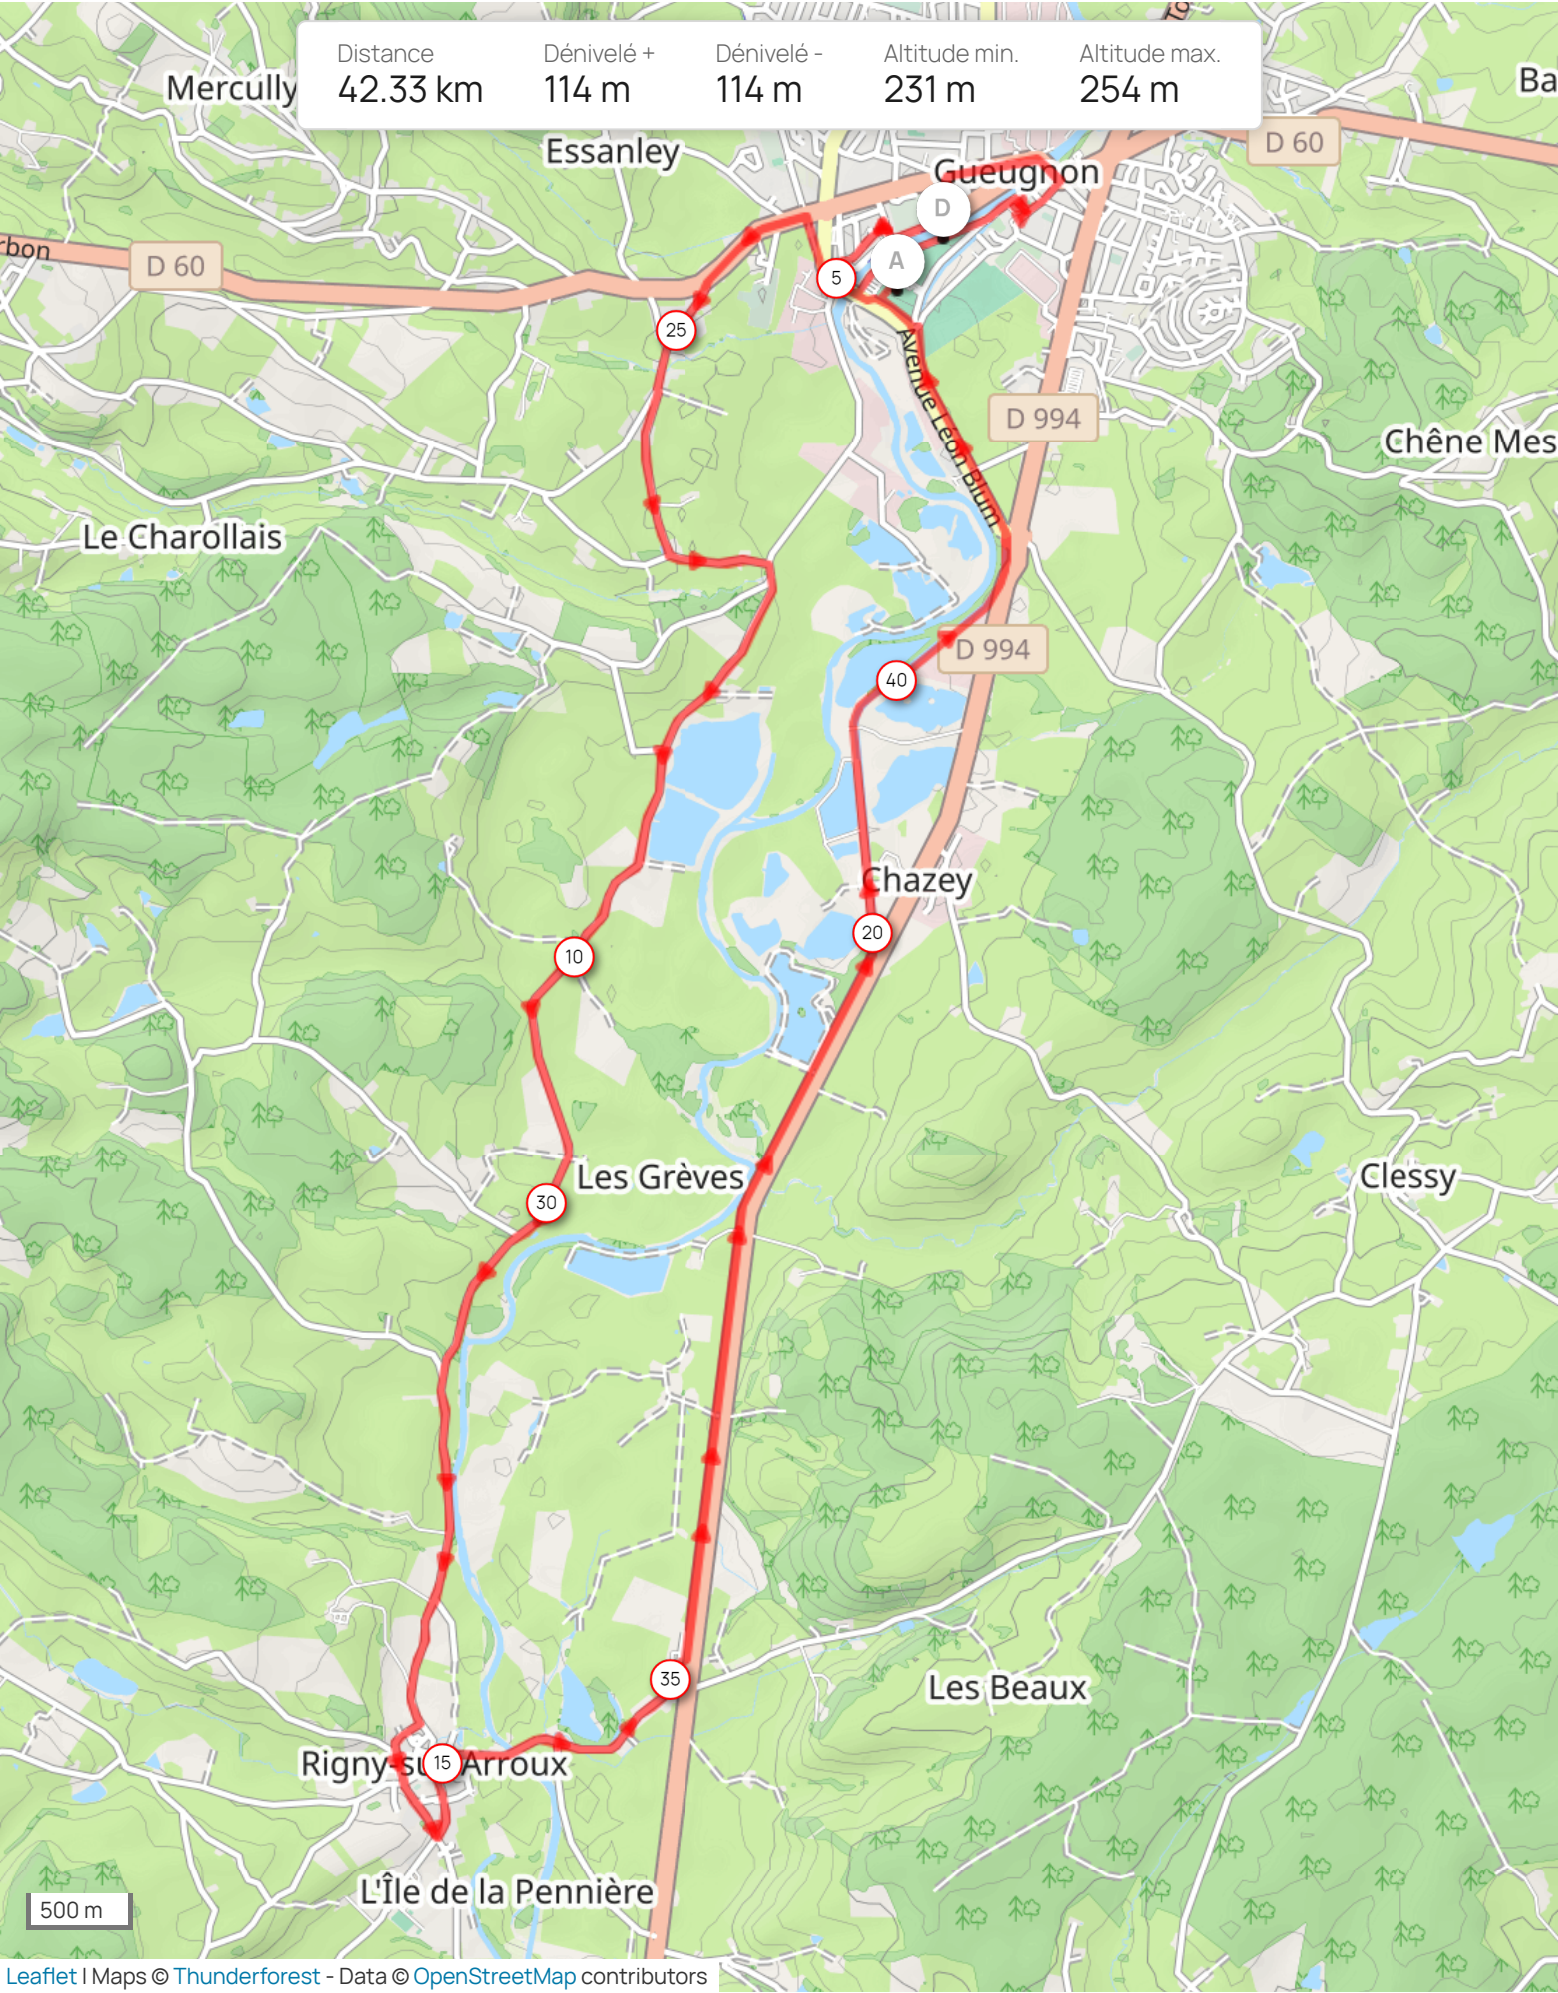 Distance
42.33 km
Dénivelé +
114 m
Dénivelé -
114 m
Altitude min.
231 m
Altitude max.
254 m
To
Mercully
Ba
D 60
Essanley
Gueugnon
D
rbon
D 60
A
5
25
Avenue Léon Blum
D 994
Chêne Mes
Le Charollais
D 994
40
Chazey
20
10
Les Grèves
Clessy
30
35
Les Beaux
Rigny-su
15
Arroux
L'Île de la Pennière
500 m
Leaflet | Maps © Thunderforest - Data © OpenStreetMap contributors